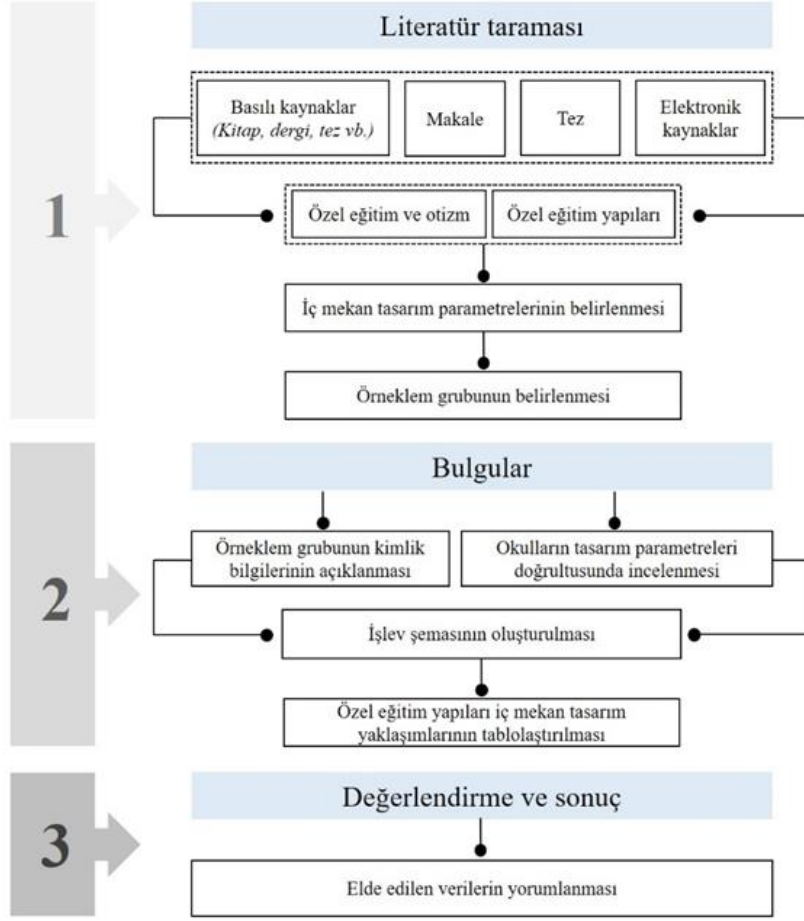 Literatür taraması
Basılı kaynaklar
(Kitap, dergi, tez vb.)
Makale
Tez
Elektronik
kaynaklar
1
Özel eğitim ve otizm
Özel eğitim yapıları
İç mekan tasarım parametrelerinin belirlenmesi
Örneklem grubunun belirlenmesi
Bulgular
Örneklem grubunun kimlik
bilgilerinin açıklanması
Okulların tasarım parametreleri
doğrultusunda incelenmesi
2
İşlev şemasının oluşturulması
Özel eğitim yapıları iç mekan tasarım
yaklaşımlarının tablolaştırılması
Değerlendirme ve sonuç
3
Elde edilen verilerin yorumlanması